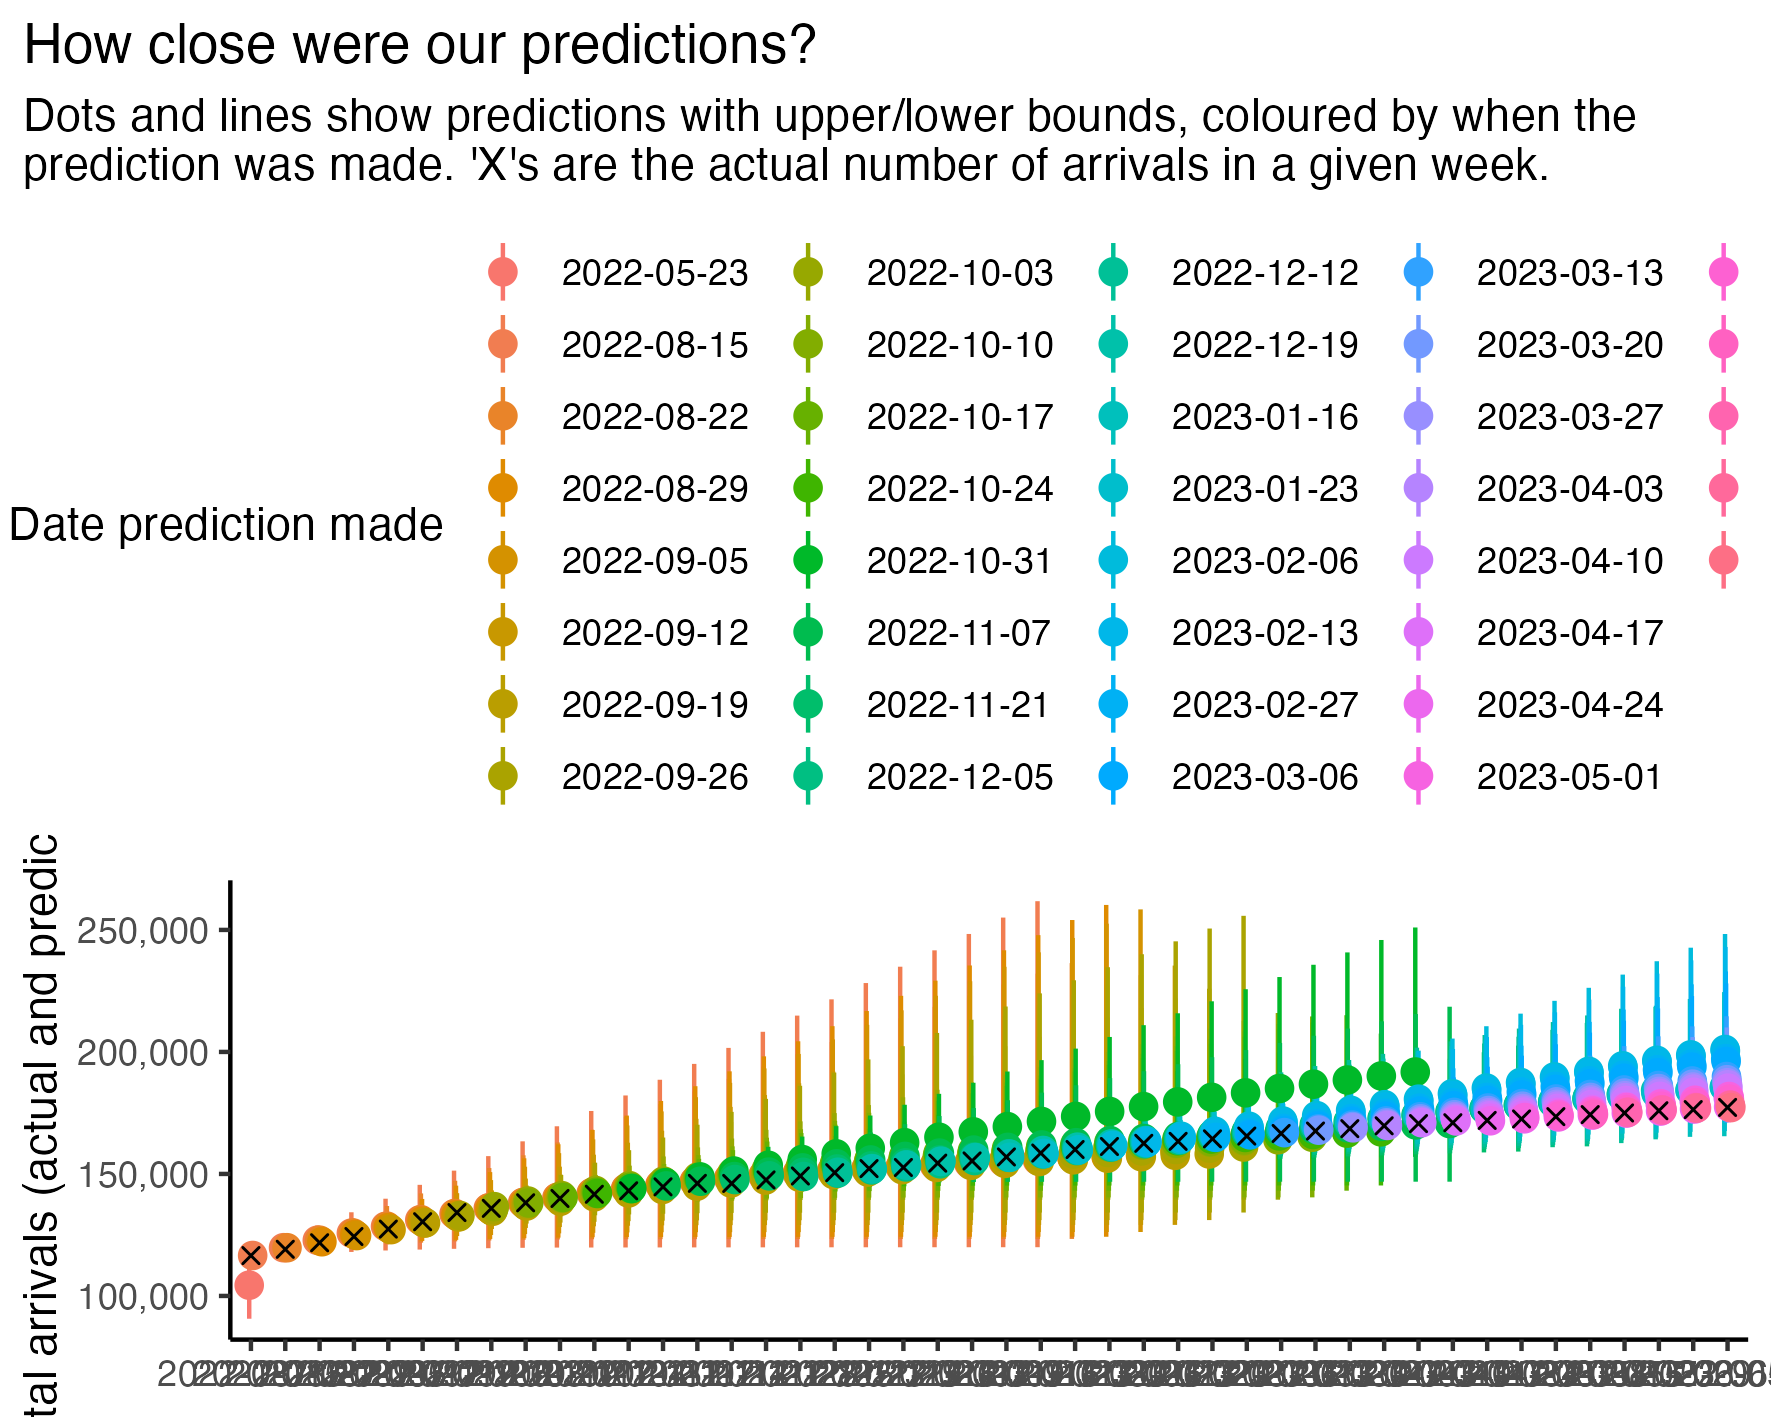 How close were our predictions?
Dots and lines show predictions with upper/lower bounds, coloured by when the
prediction was made. 'X's are the actual number of arrivals in a given week.
2022-05-23 2022-10-03 2022-12-12 2023-03-13
2022-08-15 2022-10-10 2022-12-19 2023-03-20
2022-08-22 2022-10-17 2023-01-16 2023-03-27
2022-08-29 2022-10-24 2023-01-23 2023-04-03
Date prediction made
2022-09-05 2022-10-31 2023-02-06 2023-04-10
2022-09-12 2022-11-07 2023-02-13 2023-04-17
2022-09-19 2022-11-21 2023-02-27 2023-04-24
2022-09-26 2022-12-05 2023-03-06 2023-05-01
tal arrivals (actual and predic
250,000
200,000
150,000
100,000